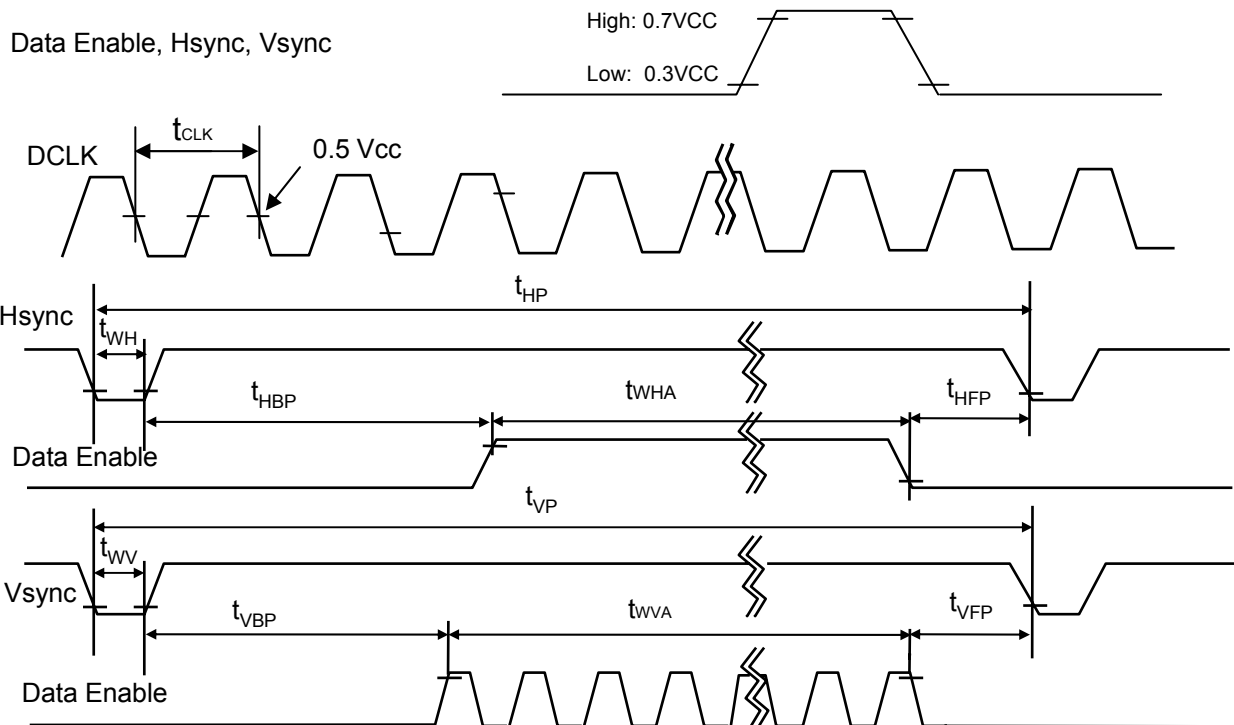 High: 0.7VCC
Data Enable, Hsync, Vsync
Low: 0.3VCC
tCLK
DCLK
0.5 Vcc
tHP
Hsync
tWH
tHBP
tWHA
tHFP
Data Enable
tVP
tWV
Vsync
tVBP
tWVA
tVFP
Data Enable